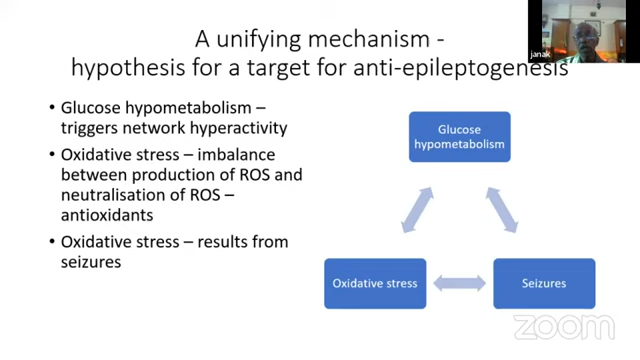 A unifying mechanism -
hypothesis for a target for anti-epileptogenesis
• Glucose hypometabolism –
triggers network hyperactivity
• Oxidative stress – imbalance
between production of ROS and
neutralisation of ROS –
antioxidants
• Oxidative stress – results from
seizures
Glucose
hypometabolism
Oxidative stress
Seizures
janak
zoom